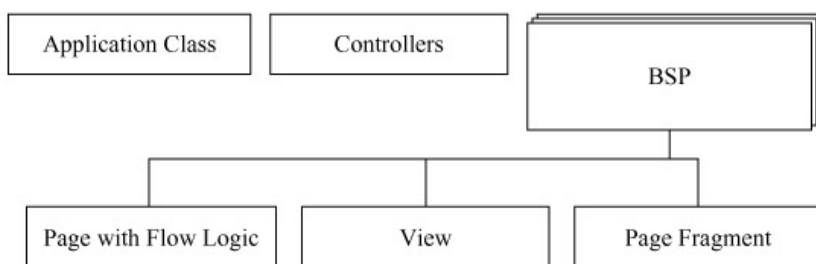 Application Class
Controllers
BSP
Page with Flow Logic
View
Page Fragment